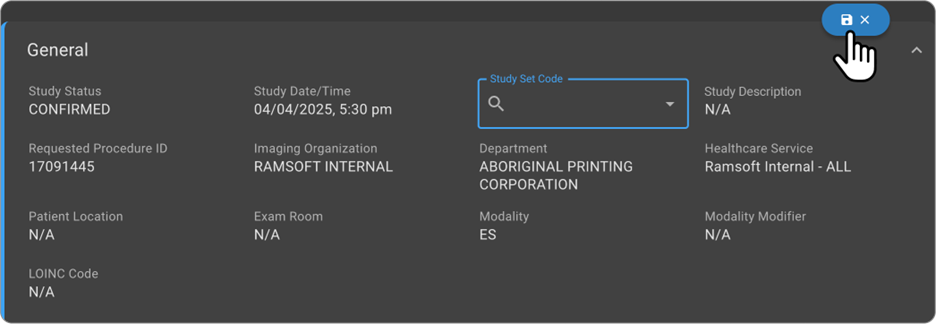 General
Study Status
CONFIRMED
Study Date/Time
04/04/2025, 5:30 pm
Study Set Code
Study Description
N/A
Requested Procedure ID
17091445
Imaging Organization
RAMSOFT INTERNAL
Department
ABORIGINAL PRINTING
CORPORATION
Healthcare Service
Ramsoft Internal - ALL
Patient Location
N/A
Exam Room
N/A
Modality
ES
Modality Modifier
N/A
LOINC Code
N/A